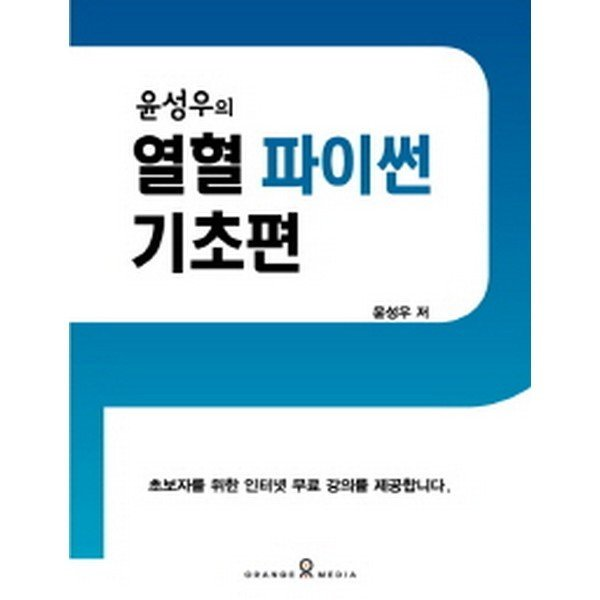 윤성우의
열혈 파이썬
기초편
윤성우 저
초보자를 위한 인터넷 무료 강의를 제공합니다.
ORANGE MEDIA